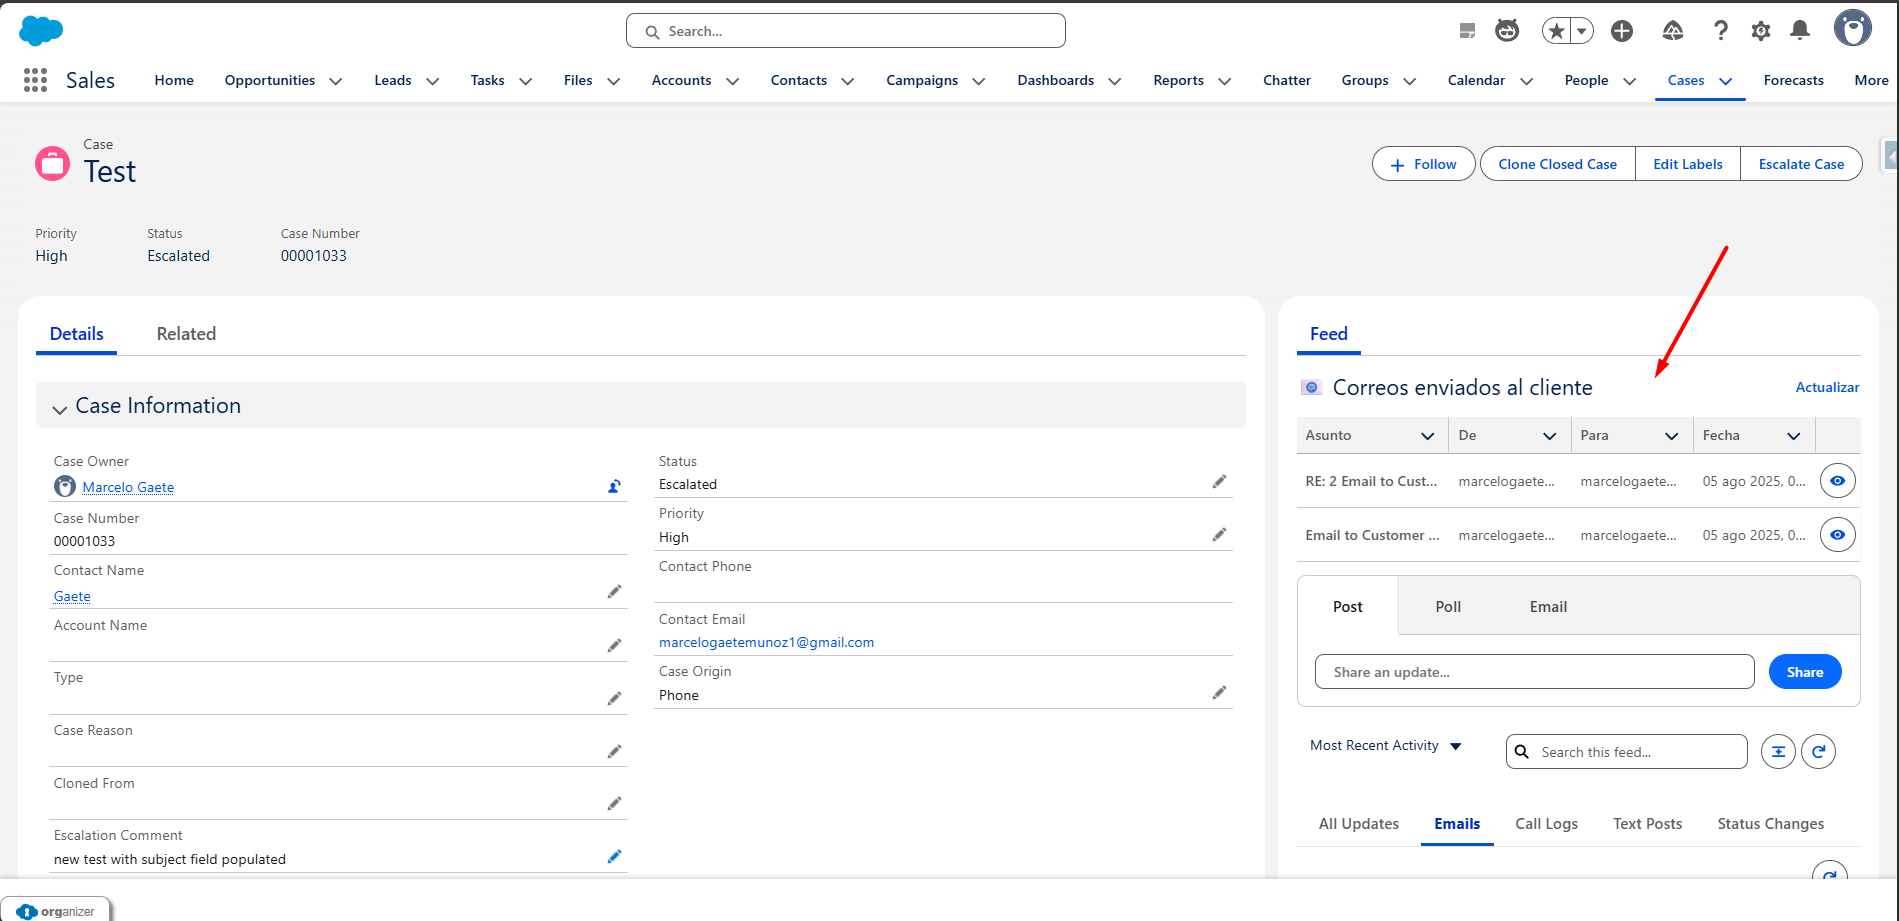 Search...
Sales
Home
Opportunities
Leads
Tasks
Files
Accounts
Contacts
Campaigns
Dashboards
Reports
Chatter
Groups
Calendar
People
Cases
Forecasts
More
Case
Test
Follow
Clone Closed Case
Edit Labels
Escalate Case
Priority
High
Status
Escalated
Case Number
00001033
Details
Related
Case Information
Case Owner
Marcelo Gaete
Case Number
00001033
Contact Name
Gaete
Account Name
Type
Case Reason
Cloned From
Escalation Comment
new test with subject field populated
Status
Escalated
Priority
High
Contact Phone
Contact Email
marcelogaetemunoz1@gmail.com
Case Origin
Phone
Feed
Correos enviados al cliente
Actualizar
Asunto
De
Para
Fecha
RE: 2 Email to Cust...
marcelogaete...
marcelogaete...
05 ago 2025, 0...
Email to Customer ...
marcelogaete...
marcelogaete...
05 ago 2025, 0...
Post
Poll
Email
Share an update...
Share
Most Recent Activity
Search this feed...
All Updates
Emails
Call Logs
Text Posts
Status Changes
organizer